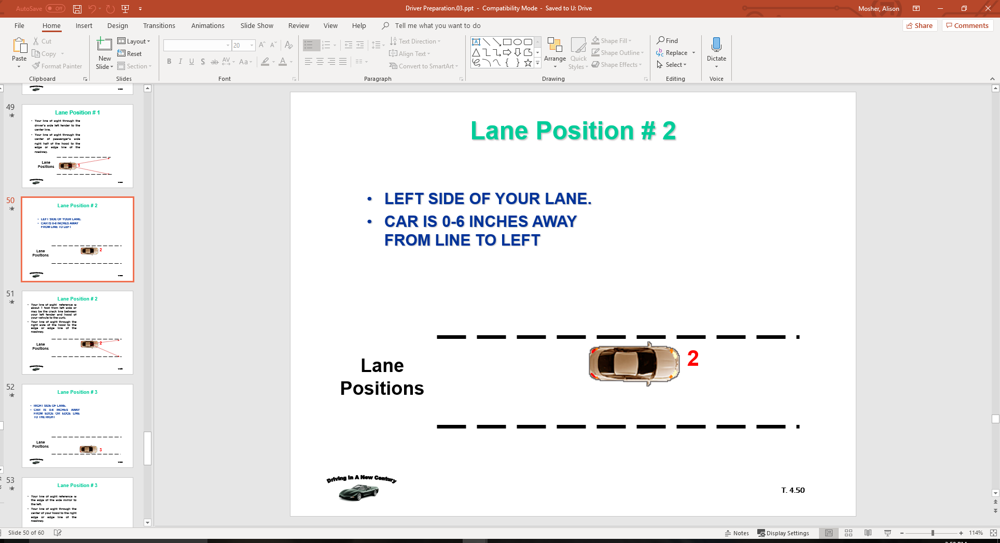 AutoSave Off
Driver Preparation.03.ppt - Compatibility Mode - Saved to U: Drive
Mosher, Alison
File Home Insert Design Transitions Animations Slide Show Review View Help Tell me what you want to do
Share Comments
Paste
Cut
Copy
Format Painter
Clipboard
New
Slide
Layout
Reset
Section
Slides
20
B I U S ab AV Aa A
Font
Text Direction
Align Text
Convert to SmartArt
Paragraph
Arrange
Quick
Styles
Shape Fill
Shape Outline
Shape Effects
Drawing
Find
Replace
Select
Editing
Dictate
Voice
49
Lane Position # 1
• Your line of sight through the
driver's side left fender to the
center line.
• Your line of sight through the
center of passenger's side
right half of the hood to the
edge or edge line of the
roadway.
Lane
Positions
1
50
Lane Position # 2
• LEFT SIDE OF YOUR LANE.
• CAR IS 0-6 INCHES AWAY
FROM LINE TO LEFT
Lane
Positions
2
51
Lane Position # 2
• Your line of sight reference is
about 1 foot from left side or
may be the crack line between
your left fender and hood of
your vehicle to the curb.
• Your line of sight through the
right side of the hood to the
edge or edge line of the
roadway.
Lane
Positions
2
52
Lane Position # 3
• RIGHT SIDE OF LANE.
• CAR IS 0-6 INCHES AWAY
FROM EDGE OR EDGE LINE
TO THE RIGHT
Lane
Positions
3
53
Lane Position # 3
• Your line of sight reference is
the edge of the side mirror to
the left.
• Your line of sight through the
center of your hood to the right
edge or edge line of the
roadway.
Lane Position # 2
• LEFT SIDE OF YOUR LANE.
• CAR IS 0-6 INCHES AWAY
FROM LINE TO LEFT
2
Lane
Positions
Driving In A New Century
T. 4.50
Slide 50 of 60
Notes Display Settings
114%